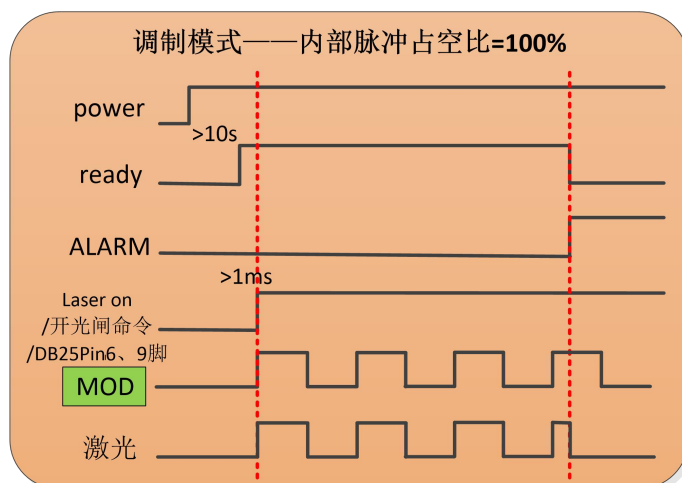 调制模式——内部脉冲占空比=100%
power
>10s
ready
ALARM
>1ms
Laser on
/开光闸命令
/DB25Pin6、9脚
MOD
激光